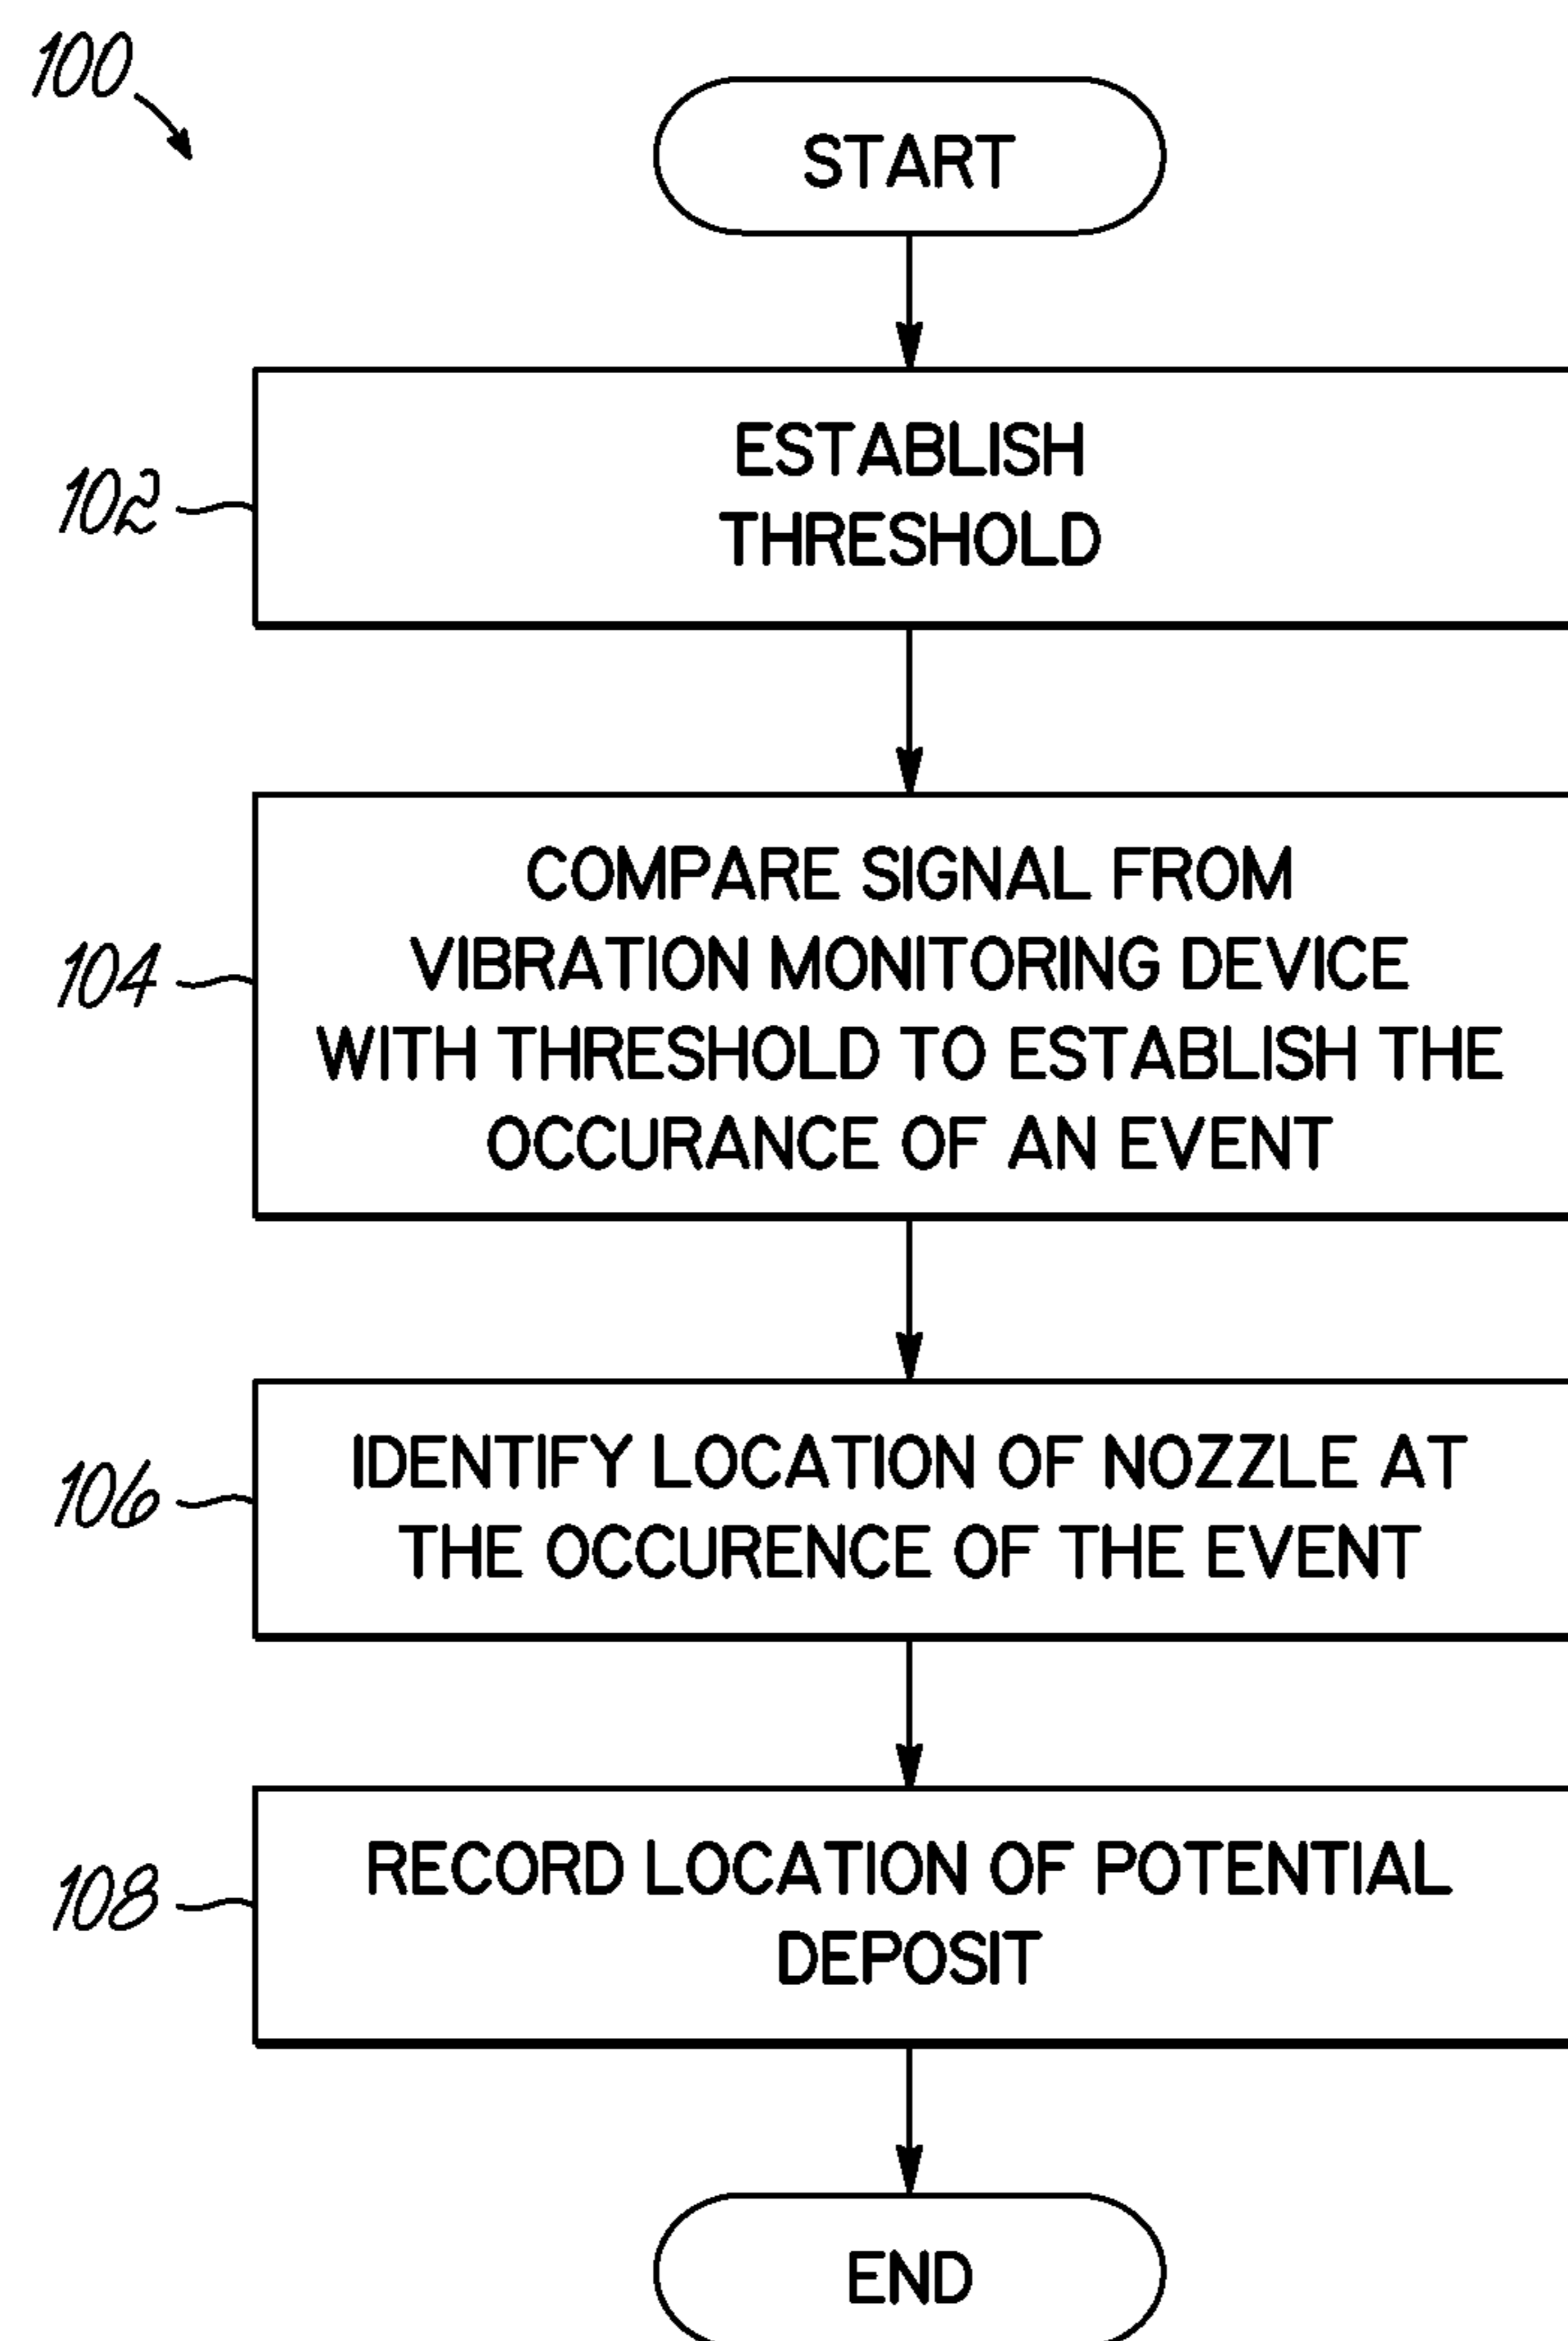 100
START
102
ESTABLISH
THRESHOLD
104
COMPARE SIGNAL FROM
VIBRATION MONITORING DEVICE
WITH THRESHOLD TO ESTABLISH THE
OCCURANCE OF AN EVENT
106
IDENTIFY LOCATION OF NOZZLE AT
THE OCCURENCE OF THE EVENT
108
RECORD LOCATION OF POTENTIAL
DEPOSIT
END